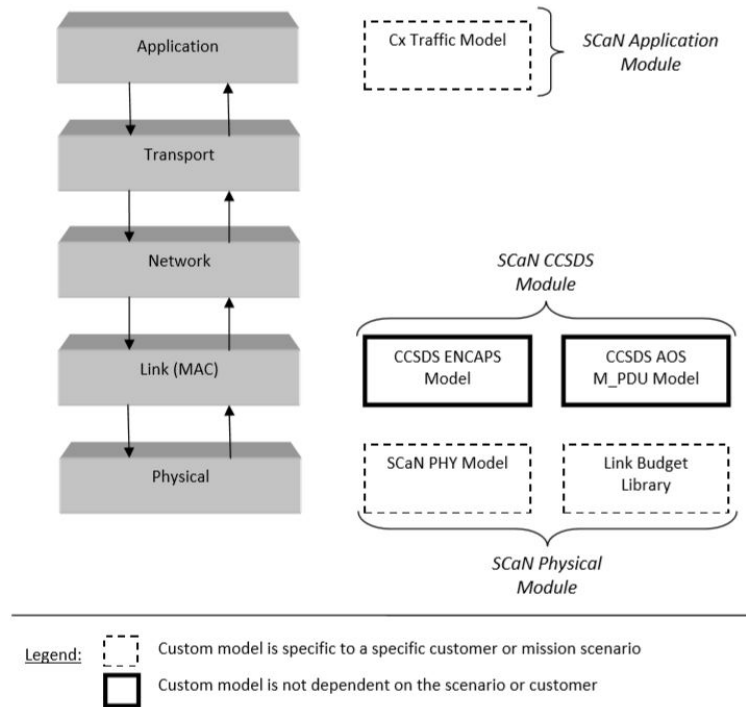 Application
Cx Traffic Model
SCaN Application
Module
Transport
Network
SCaN CCSDS
Module
Link (MAC)
CCSDS ENCAPS
Model
CCSDS AOS
M_PDU Model
Physical
SCaN PHY Model
Link Budget
Library
SCaN Physical
Module
Legend:
Custom model is specific to a specific customer or mission scenario
Custom model is not dependent on the scenario or customer